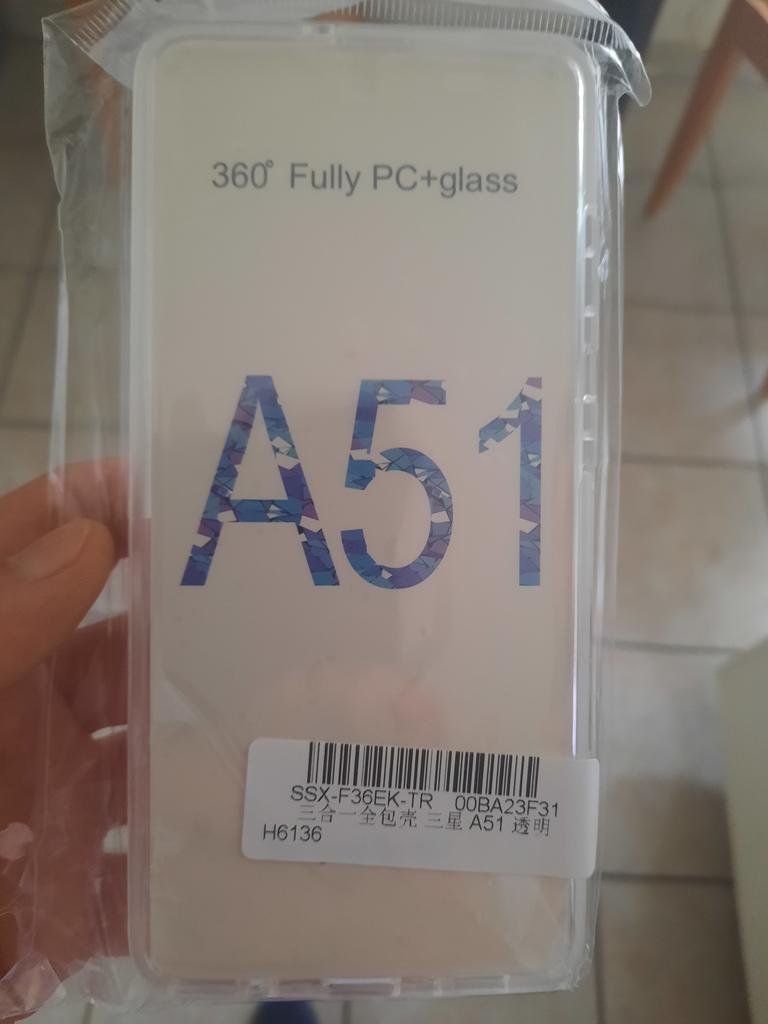 360° Fully PC+glass
A51
SSX-F36EK-TR 00BA23F31
三合一全包壳 三星 A51 透明
H6136